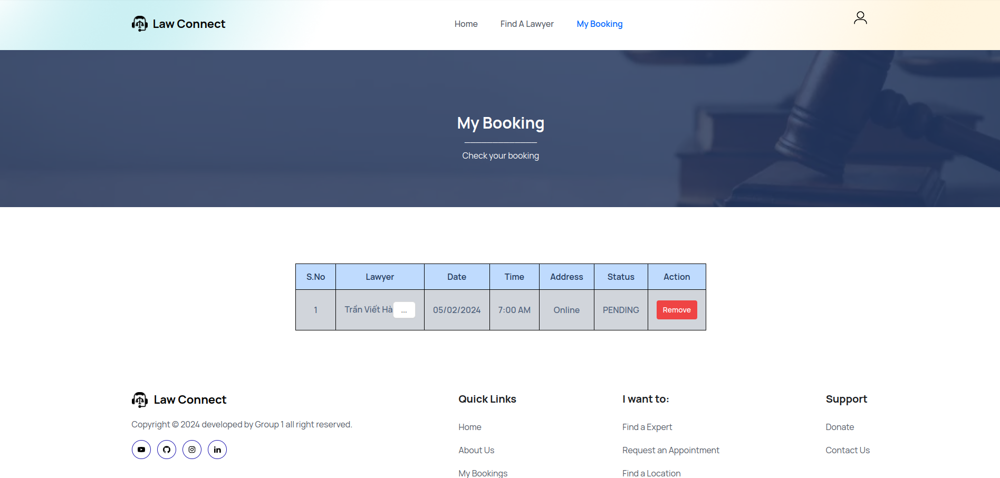 Law Connect
Home Find A Lawyer My Booking
My Booking
Check your booking
S.No Lawyer Date Time Address Status Action
1 Trần Viết Hà ... 05/02/2024 7:00 AM Online PENDING Remove
Law Connect
Copyright © 2024 developed by Group 1 all right reserved.
Quick Links
Home
About Us
My Bookings
I want to:
Find a Expert
Request an Appointment
Find a Location
Support
Donate
Contact Us